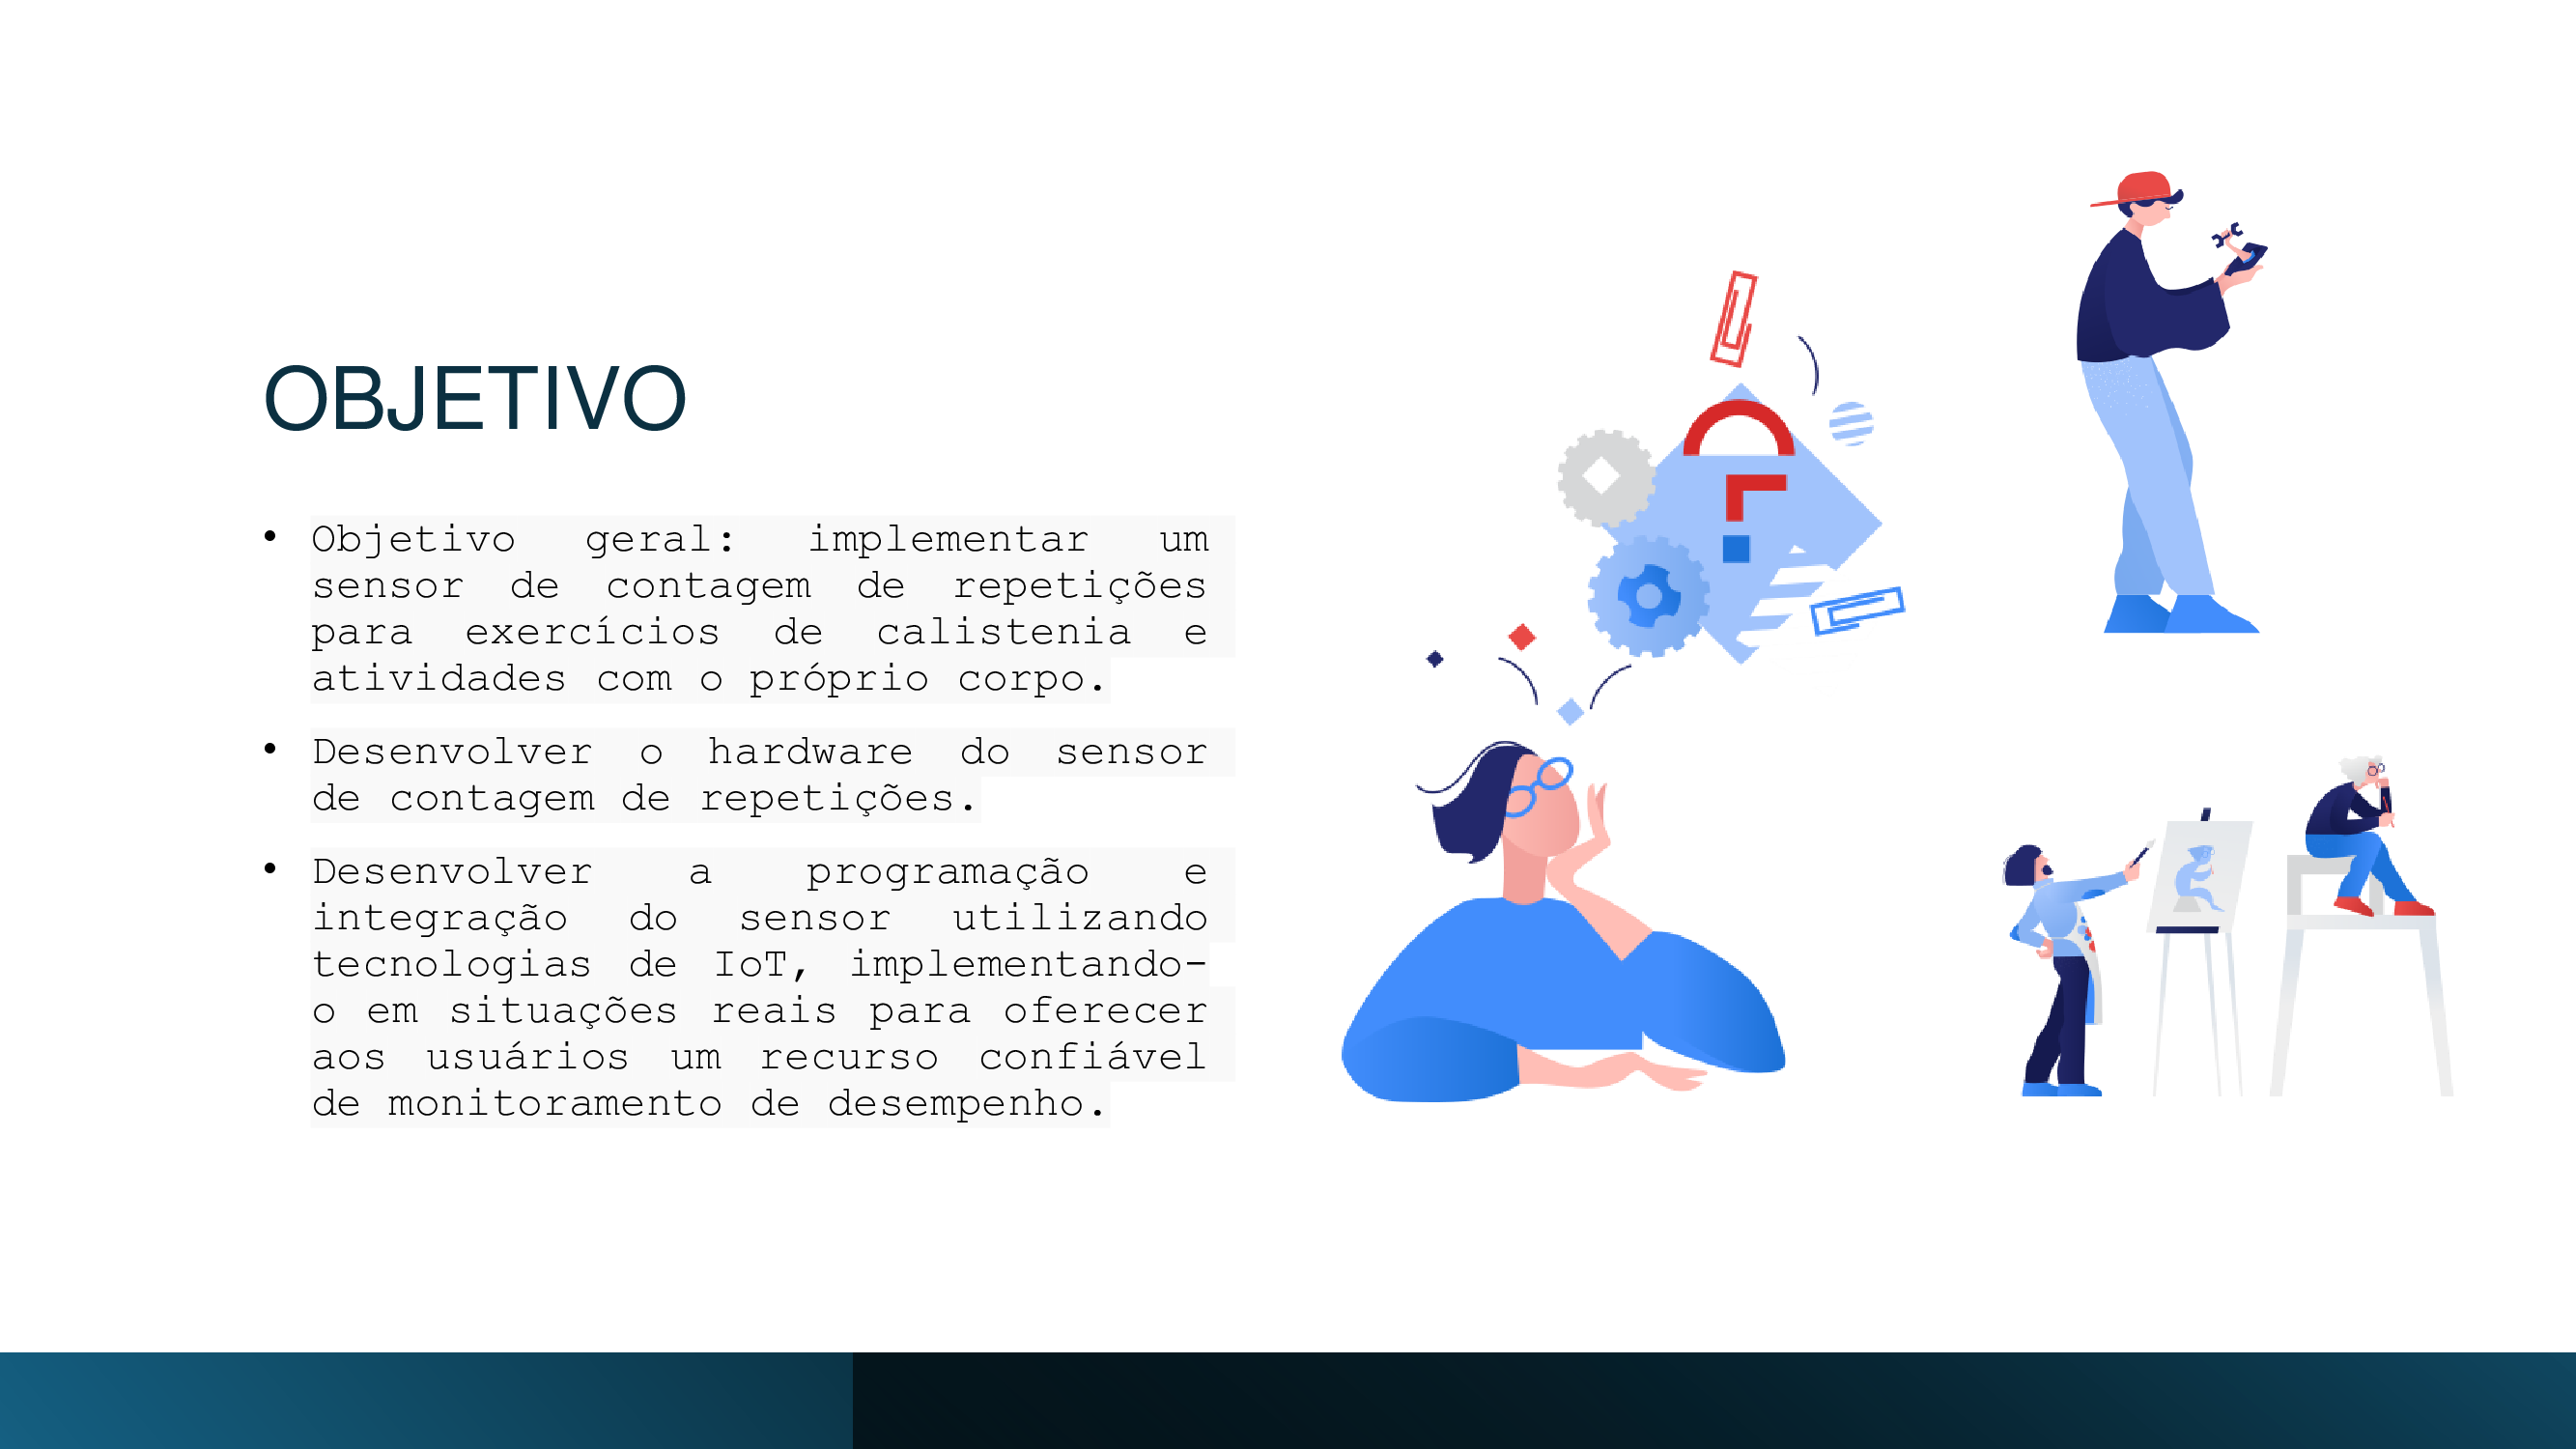 OBJETIVO
• Objetivo geral: implementar um
sensor de contagem de repetições
para exercícios de calistenia e
atividades com o próprio corpo.
• Desenvolver o hardware do sensor
de contagem de repetições.
• Desenvolver a programação e
integração do sensor utilizando
tecnologias de IoT, implementando-
o em situações reais para oferecer
aos usuários um recurso confiável
de monitoramento de desempenho.